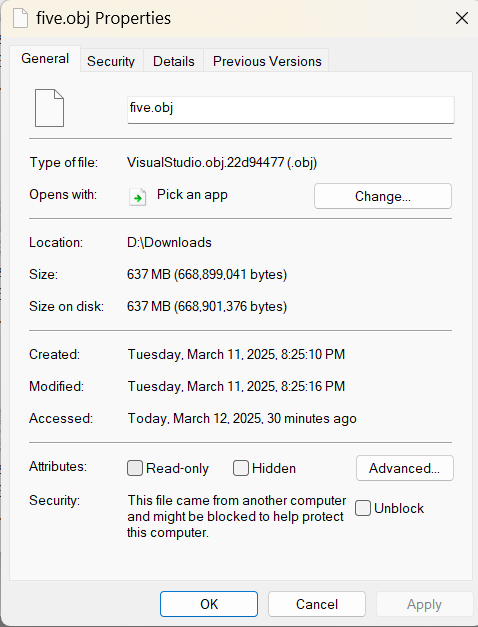 five.obj Properties
General Security Details Previous Versions
five.obj
Type of file: VisualStudio.obj.22d94477 (.obj)
Opens with: Pick an app Change...
Location: D:\Downloads
Size: 637 MB (668,899,041 bytes)
Size on disk: 637 MB (668,901,376 bytes)
Created: Tuesday, March 11, 2025, 8:25:10 PM
Modified: Tuesday, March 11, 2025, 8:25:16 PM
Accessed: Today, March 12, 2025, 30 minutes ago
Attributes: Read-only Hidden Advanced...
Security: This file came from another computer
and might be blocked to help protect
this computer.
Unblock
OK Cancel Apply